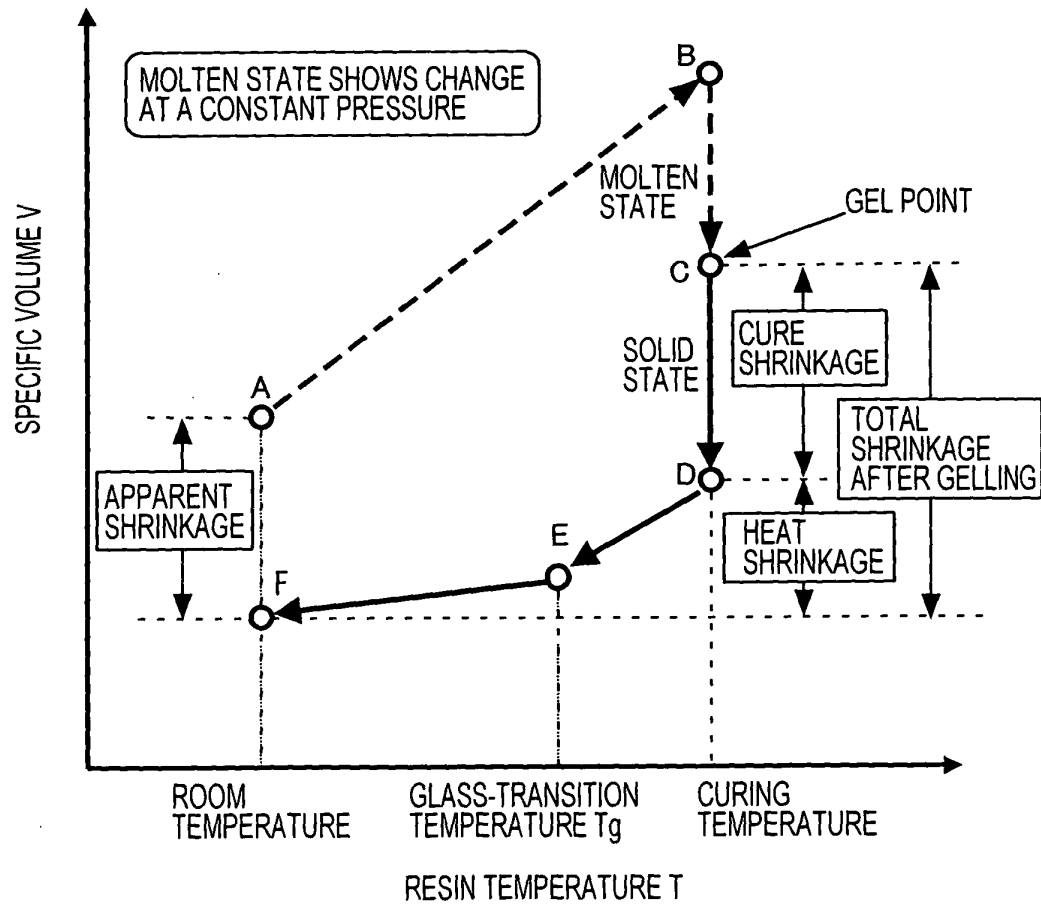 MOLTEN STATE SHOWS CHANGE
AT A CONSTANT PRESSURE
B
MOLTEN
STATE
GEL POINT
C
SPECIFIC VOLUME V
SOLID
STATE
CURE
SHRINKAGE
A
TOTAL
SHRINKAGE
AFTER GELLING
D
APPARENT
SHRINKAGE
E
HEAT
SHRINKAGE
F
ROOM
TEMPERATURE
GLASS-TRANSITION
TEMPERATURE Tg
CURING
TEMPERATURE
RESIN TEMPERATURE T